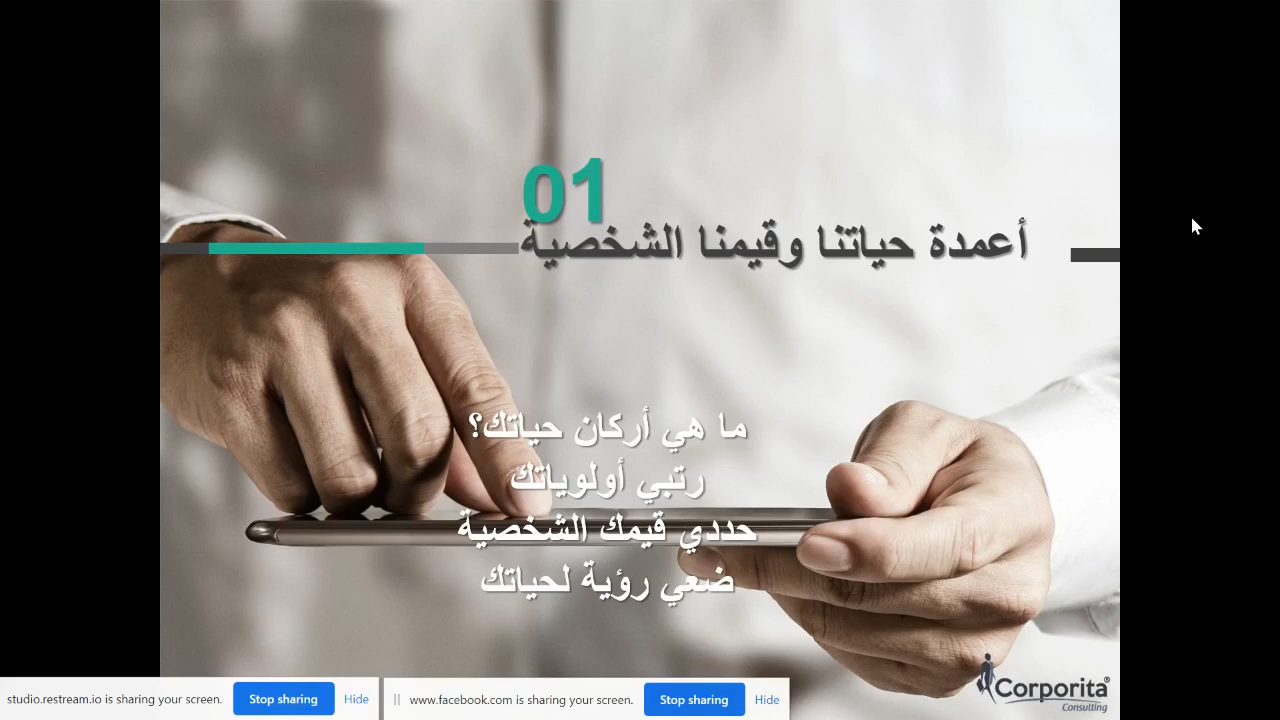 01
أعمدة حياتنا وقيمنا الشخصية
ما هي أركان حياتك؟
رتبي أولوياتك
حددي قيمك الشخصية
ضعي رؤية لحياتك
Corporita®
Consulting
studio.restream.io is sharing your screen. Stop sharing Hide
www.facebook.com is sharing your screen. Stop sharing Hide